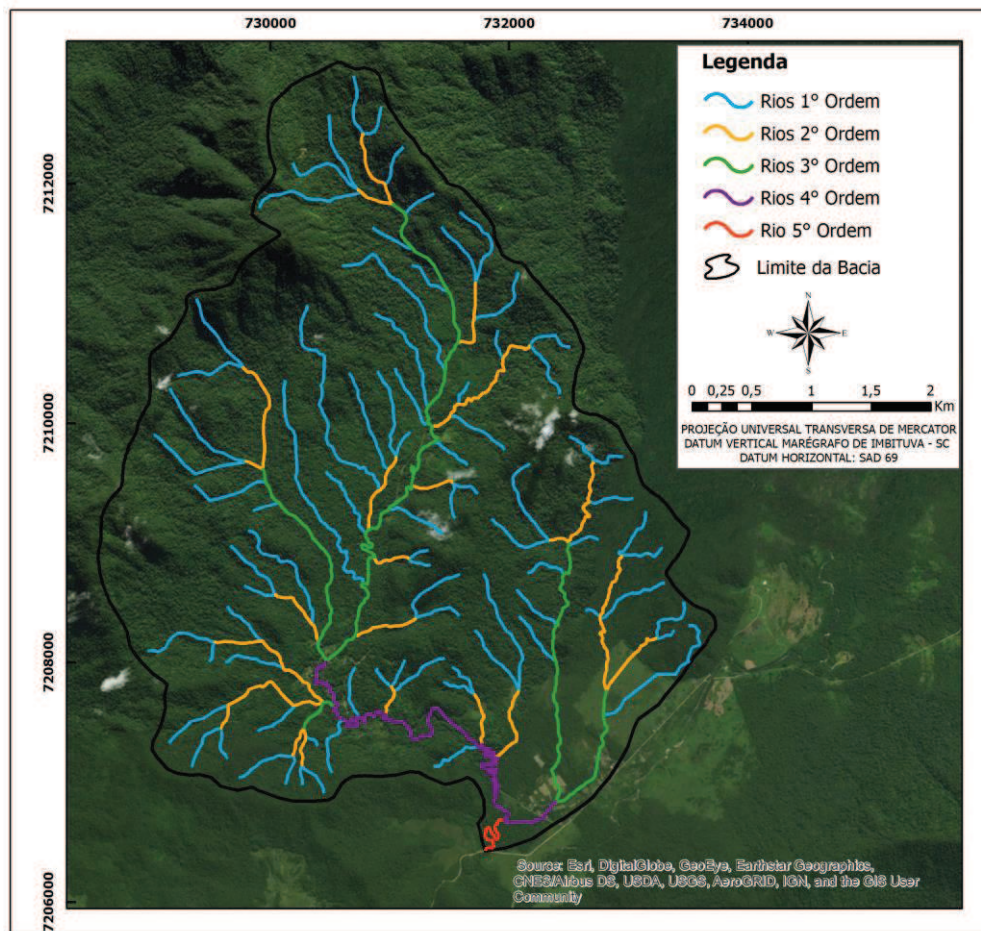 730000
732000
734000
7212000
7210000
7208000
7206000
Legenda
Rios 1° Ordem
Rios 2° Ordem
Rios 3° Ordem
Rios 4° Ordem
Rio 5° Ordem
Limite da Bacia
N
W
E
S
0 0,25 0,5 1 1,5 2
Km
PROJEÇÃO UNIVERSAL TRANSVERSA DE MERCATOR
DATUM VERTICAL MARÉGRAFO DE IMBITUVA - SC
DATUM HORIZONTAL: SAD 69
Source: Esri, DigitalGlobe, GeoEye, Earthstar Geographics,
CNES/Airbus DS, USDA, USGS, AeroGRID, IGN, and the GIS User
Community